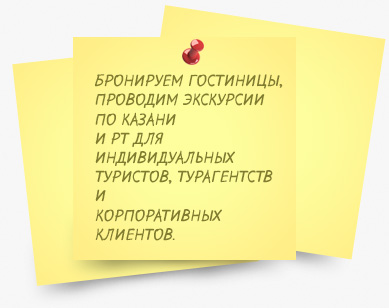 БРОНИРУЕМ ГОСТИНИЦЫ,
ПРОВОДИМ ЭКСКУРСИИ
ПО КАЗАНИ
И РТ ДЛЯ
ИНДИВИДУАЛЬНЫХ
ТУРИСТОВ, ТУРАГЕНТСТВ
И
КОРПОРАТИВНЫХ
КЛИЕНТОВ.